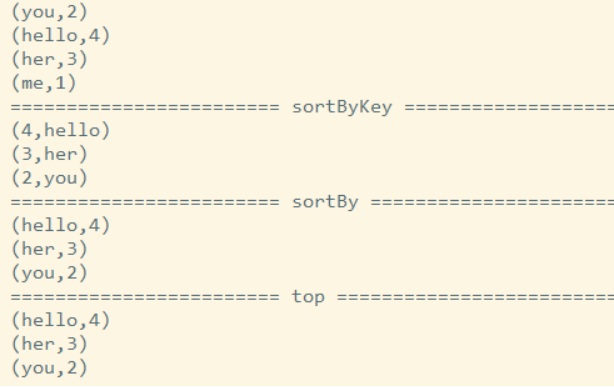 (you,2)
(hello,4)
(her,3)
(me,1)
======================== sortByKey ===================
(4,hello)
(3,her)
(2,you)
======================== sortBy ======================
(hello,4)
(her,3)
(you,2)
======================== top =========================
(hello,4)
(her,3)
(you,2)